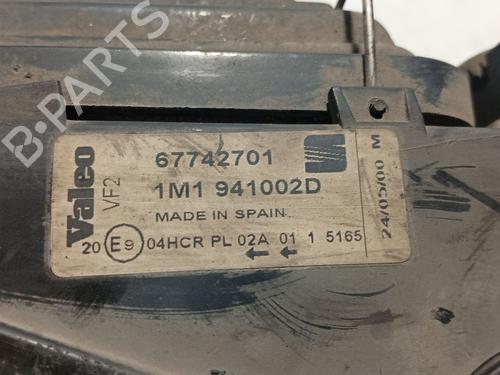 B-PARTS
Valeo
VF2
67742701
1M1 941002D
MADE IN SPAIN
20 E9 04HCR PL 02A 01 1 5165
24/05/00 M